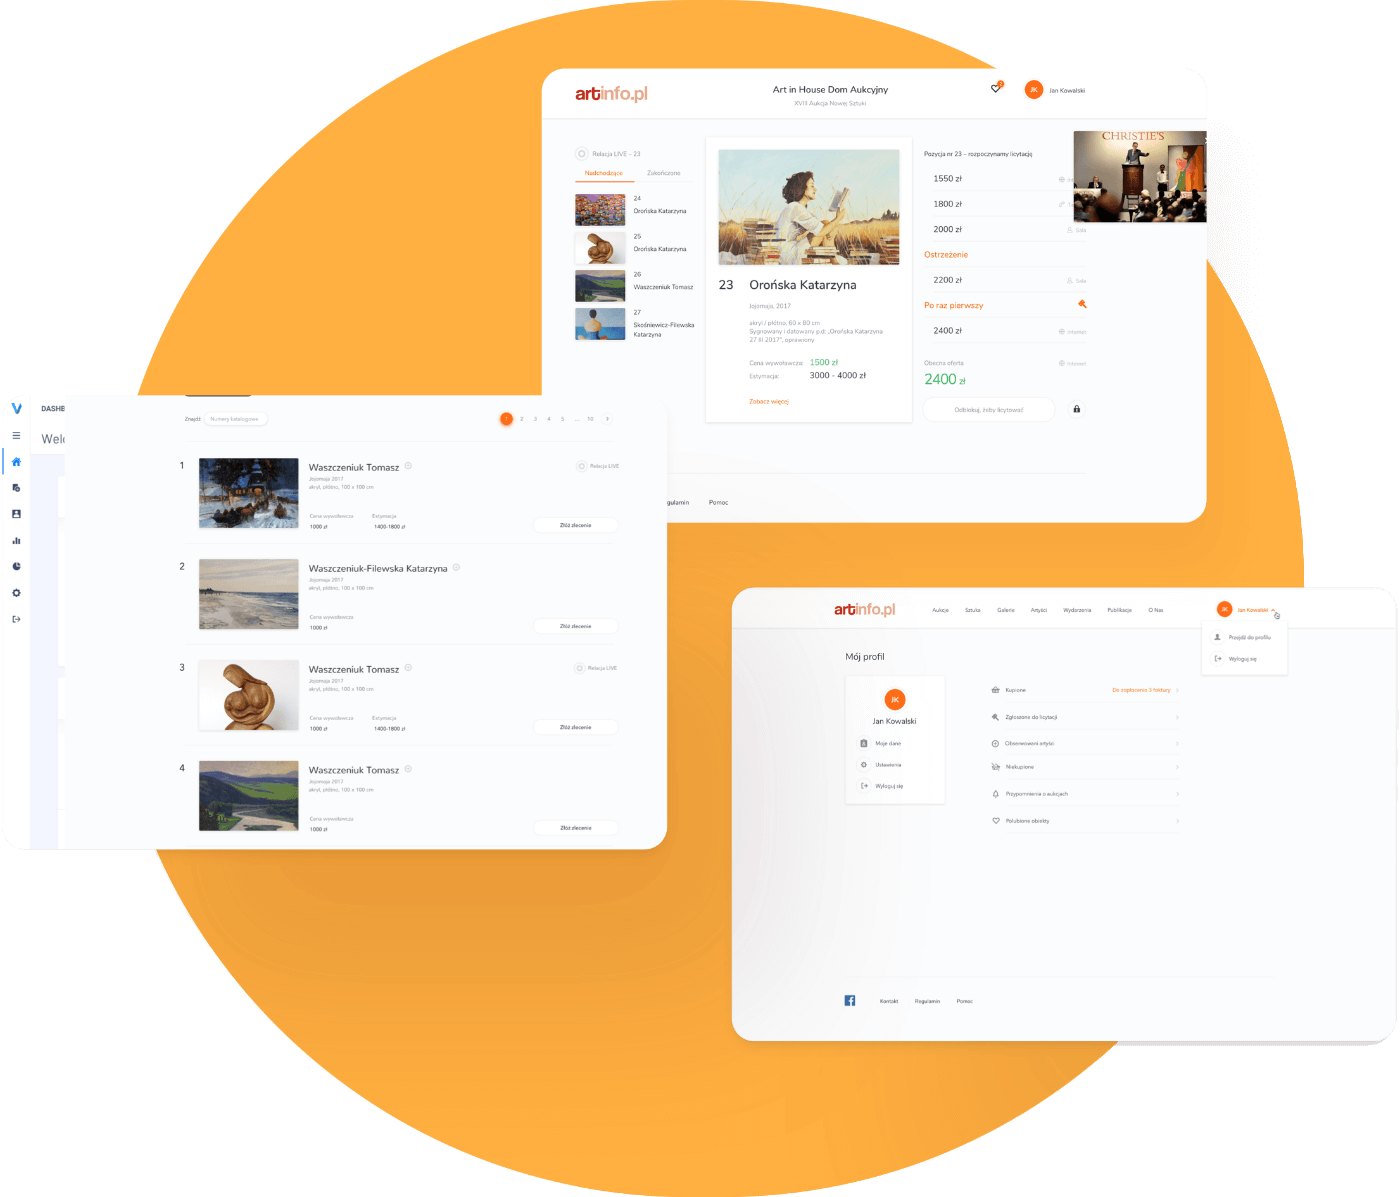 artinfo.pl
Art in House Dom Aukcyjny
XVIII Aukcja Nowej Sztuki
JK
Jan Kowalski
Relacja LIVE – 23
Nadchodzące
Zakończone
24
Orońska Katarzyna
25
Orońska Katarzyna
26
Waszczeniuk Tomasz
27
Skośniewicz-Filewska
Katarzyna
23 Orońska Katarzyna
Jojomaja, 2017
akryl / płótno, 60 x 80 cm
Sygnowany i datowany p.d: „Orońska Katarzyna
27 III 2017”, oprawiony
Cena wywoławcza: 1500 zł
Estymacja: 3000 - 4000 zł
Zobacz więcej
Pozycja nr 23 – rozpoczynamy licytację
1550 zł
1800 zł
2000 zł Sala
Ostrzeżenie
2200 zł Sala
Po raz pierwszy
2400 zł Internet
Obecna oferta Internet
2400 zł
Odblokuj, żeby licytować
CHRISTIE'S
egulamin
Pomoc
DASHB
Welc
Znajdź
Numery katalogowe
1 2 3 4 5 ... 10
1
Waszczeniuk Tomasz
Jojomaja 2017
akryl, płótno, 100 x 100 cm
Cena wywoławcza
1000 zł
Estymacja
1400-1800 zł
Relacja LIVE
Złóż zlecenie
2
Waszczeniuk-Filewska Katarzyna
Jojomaja 2017
akryl, płótno, 100 x 100 cm
Cena wywoławcza
1000 zł
Złóż zlecenie
3
Waszczeniuk Tomasz
Jojomaja 2017
akryl, płótno, 100 x 100 cm
Cena wywoławcza
1000 zł
Estymacja
1400-1800 zł
Relacja LIVE
Złóż zlecenie
4
Waszczeniuk Tomasz
Jojomaja 2017
akryl, płótno, 100 x 100 cm
Cena wywoławcza
1000 zł
Złóż zlecenie
artinfo.pl
Aukcje Sztuka Galerie Artyści Wydarzenia Publikacje O Nas
JK
Jan Kowalski
Przejdź do profilu
Wyloguj się
Mój profil
JK
Jan Kowalski
Moje dane
Ustawienia
Wyloguj się
Kupione
Do zapłacenia 3 faktury
Zgłoszone do licytacji
Obserwowani artyści
Niekupione
Przypomnienia o aukcjach
Polubione obiekty
Kontakt Regulamin Pomoc